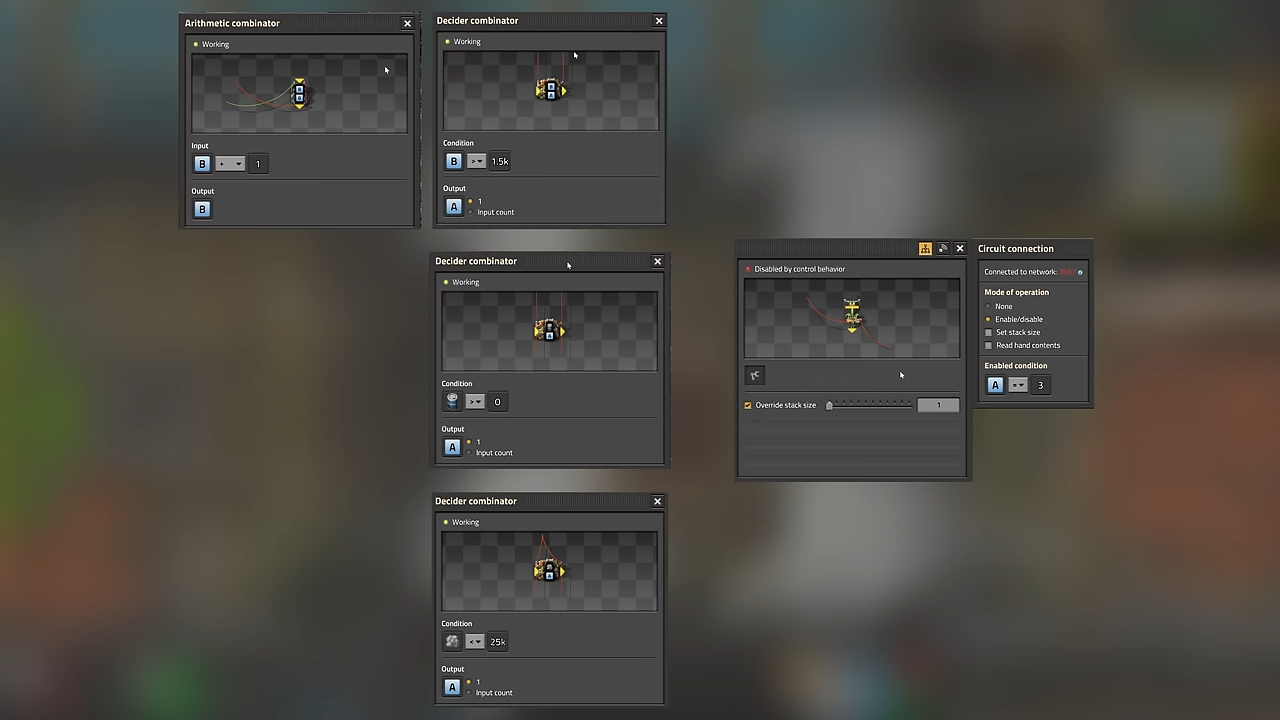 Arithmetic combinator
Working
B
B
Input
B + 1
Output
B
Decider combinator
Working
B
A
Condition
B > 1.5k
Output
A 1
Input count
Decider combinator
Working
A
Condition
> 0
Output
A 1
Input count
Decider combinator
Working
A
Condition
< 25k
Output
A 1
Input count
Disabled by control behavior
Override stack size 1
Circuit connection
Connected to network:
Mode of operation
None
Enable/disable
Set stack size
Read hand contents
Enabled condition
A = 3